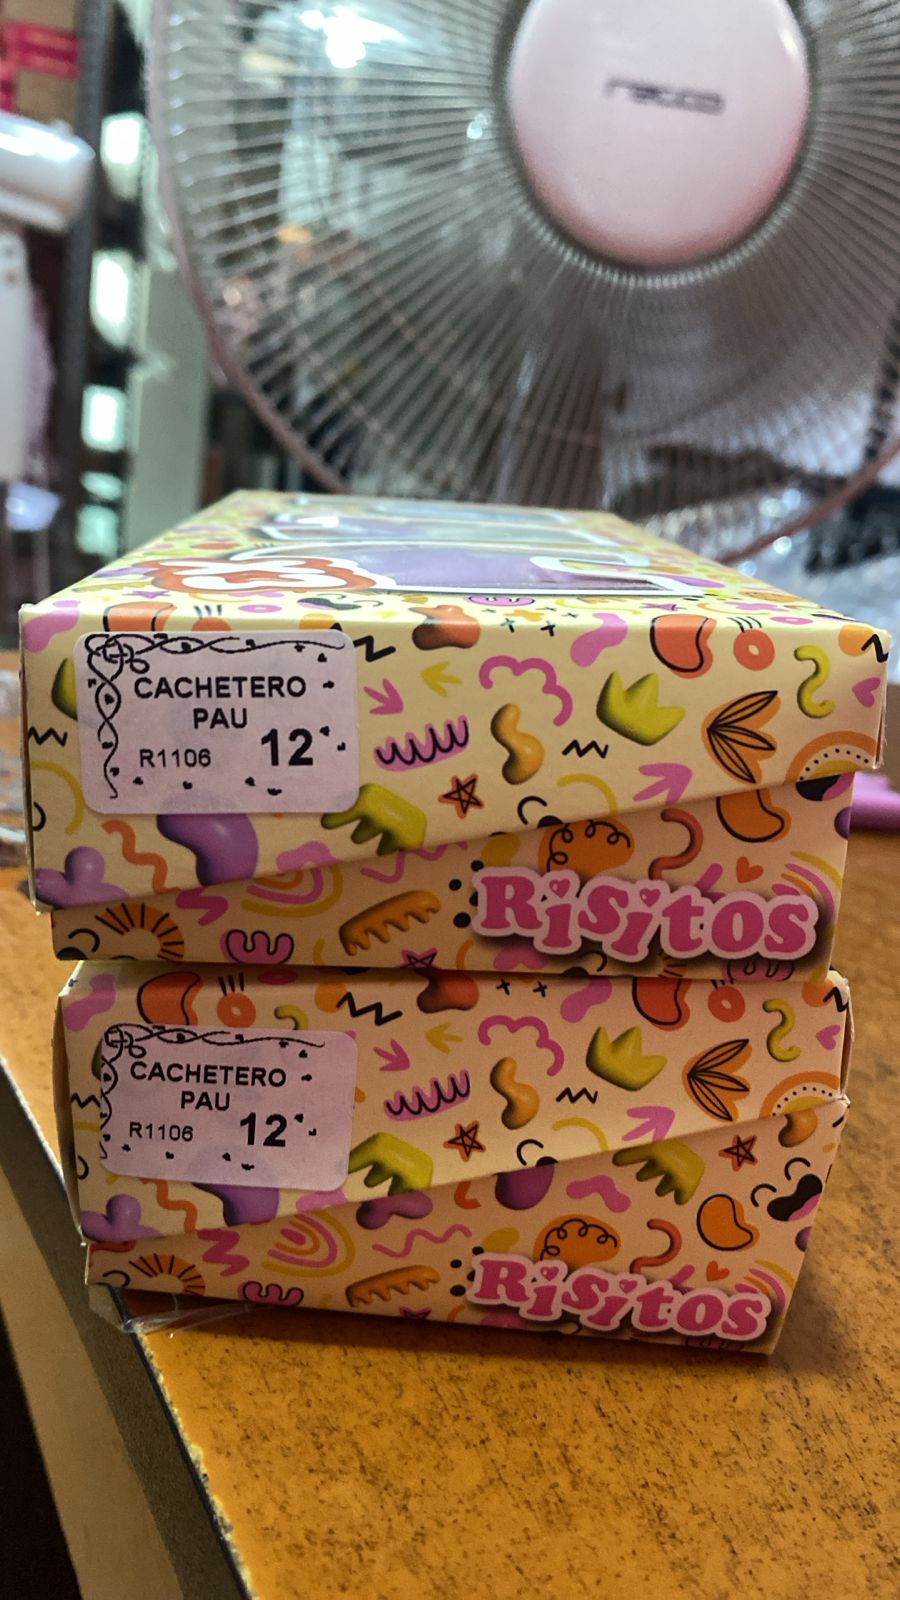 CACHETERO
PAU
R1106 12
Risitos
CACHETERO
PAU
R1106 12
Risitos